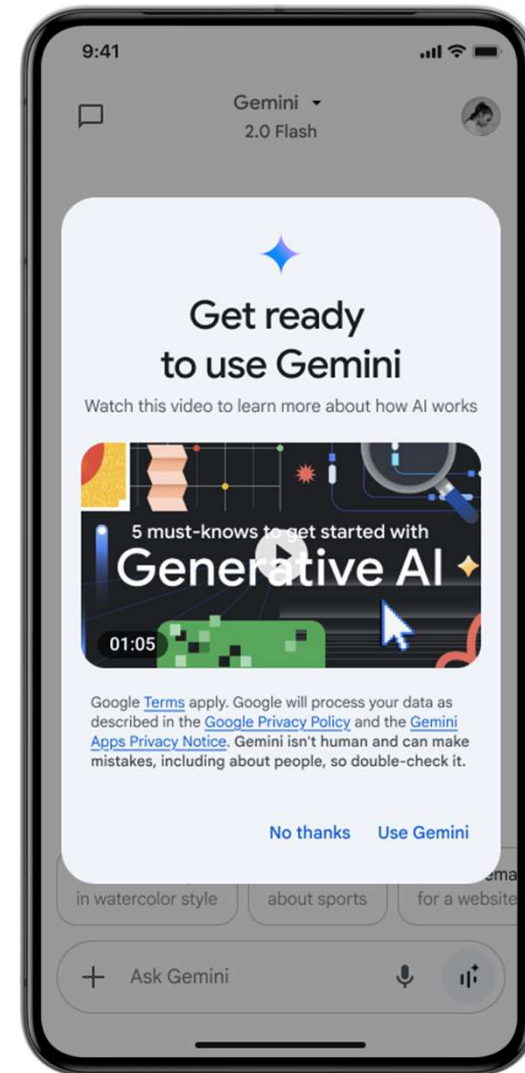 9:41
Gemini
2.0 Flash
Get ready
to use Gemini
Watch this video to learn more about how AI works
5 must-knows to get started with
Generative AI
01:05
Google Terms apply. Google will process your data as
described in the Google Privacy Policy and the Gemini
Apps Privacy Notice. Gemini isn't human and can make
mistakes, including about people, so double-check it.
No thanks Use Gemini
in watercolor style
about sports
for a website
Ask Gemini